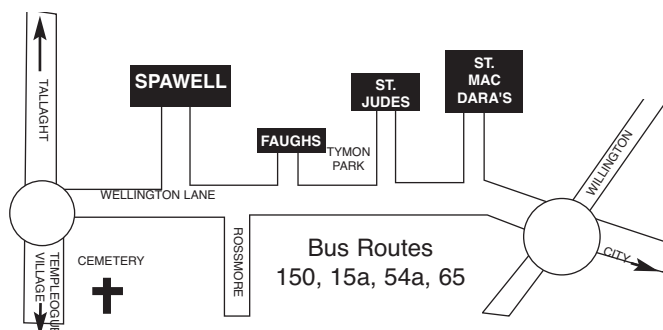 TALLAGHT
SPAWELL
FAUGHS
ST.
JUDES
ST.
MAC
DARA'S
TYMON
PARK
WILLINGTON
WELLINGTON LANE
ROSSMORE
Bus Routes
150, 15a, 54a, 65
CITY
CEMETERY
TEMPLEOGUE
VILLAGE